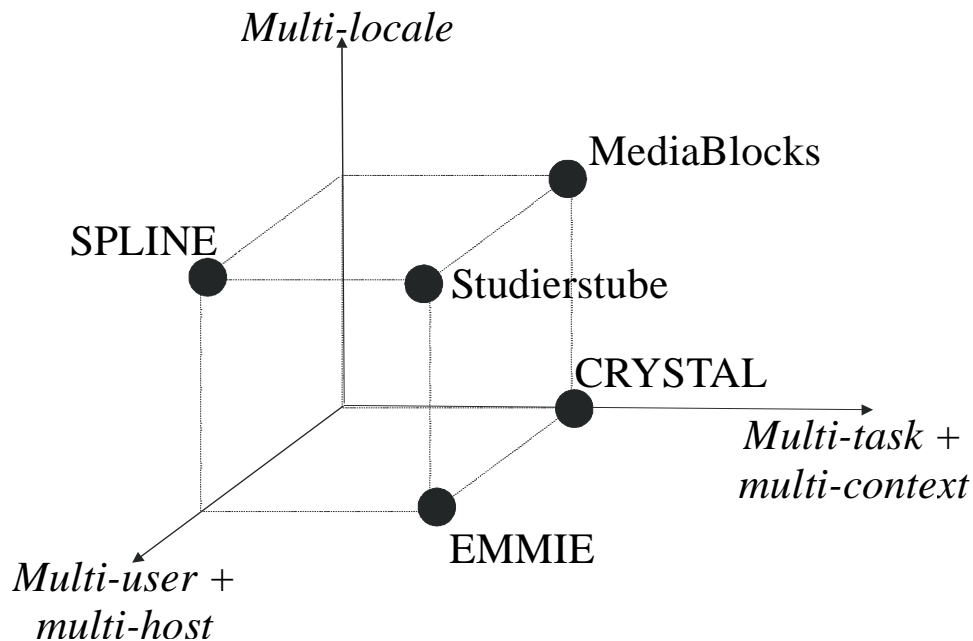 Multi-locale
MediaBlocks
SPLINE
Studierstube
CRYSTAL
Multi-task +
multi-context
EMMIE
Multi-user +
multi-host